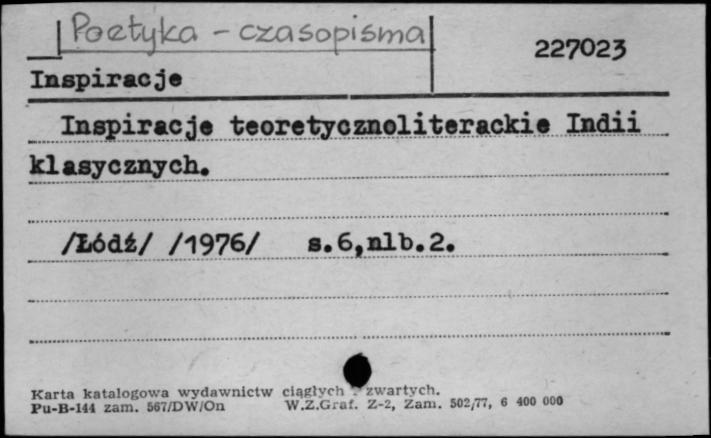 Poetyka - czasopisma
227023
Inspiracje
Inspiracje teoretycznoliterackie Indii
klasycznych.
/Łódź/ /1976/ s.6,nlb.2.
Karta katalogowa wydawnictw ciągłych zwartych.
Pu-B-144 zam. 567/DW/On W.Z.Graf. Z-2, Zam. 502/77, 6 400 000